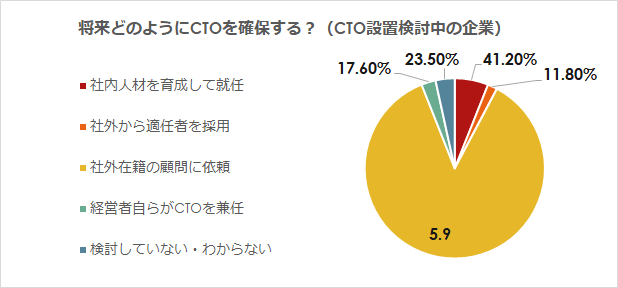 将来どのようにCTOを確保する？（CTO設置検討中の企業）
17.60%
23.50%
41.20%
11.80%
社内人材を育成して就任
社外から適任者を採用
社外在籍の顧問に依頼
経営者自らがCTOを兼任
検討していない・わからない
5.9